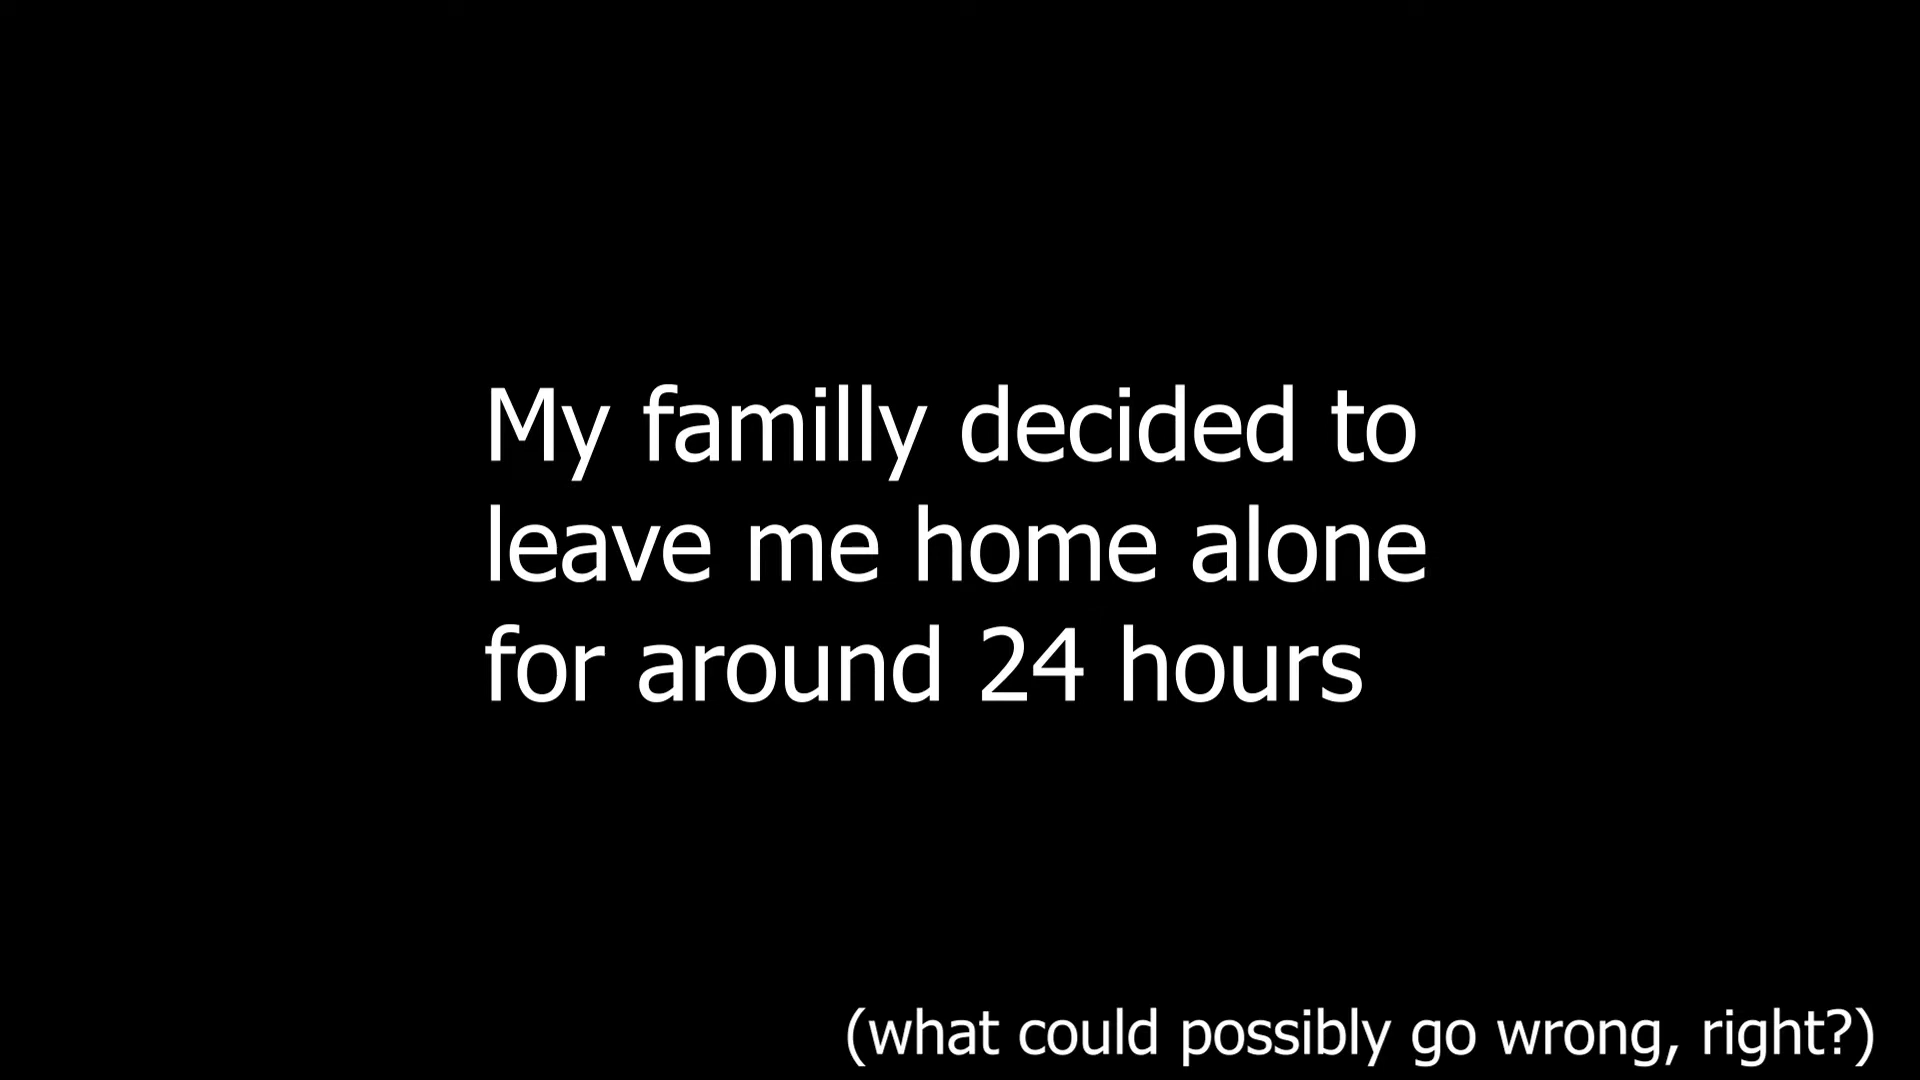 My familly decided to
leave me home alone
for around 24 hours
(what could possibly go wrong, right?)